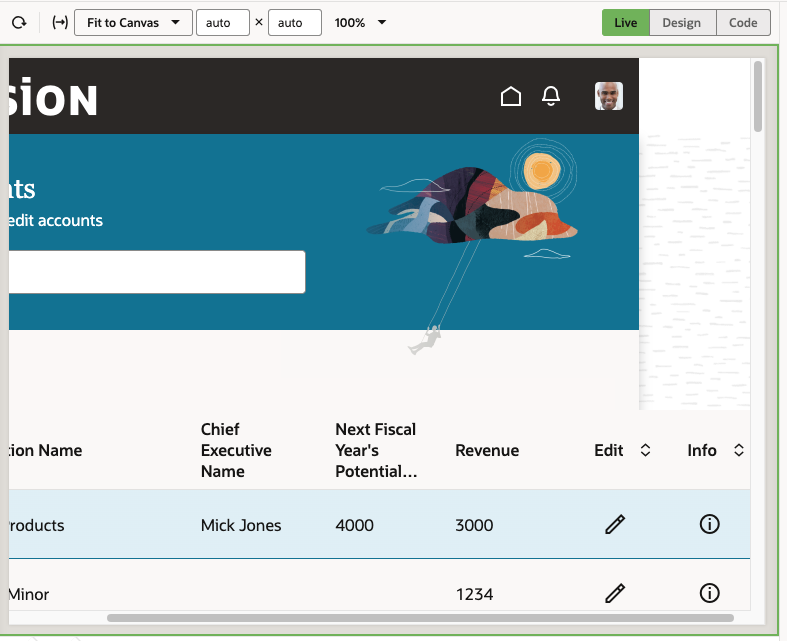 Fit to Canvas auto × auto 100% Live Design Code
sion
nts
edit accounts
tion Name Chief Executive Name Next Fiscal Year's Potential... Revenue Edit Info
Products Mick Jones 4000 3000
Minor 1234